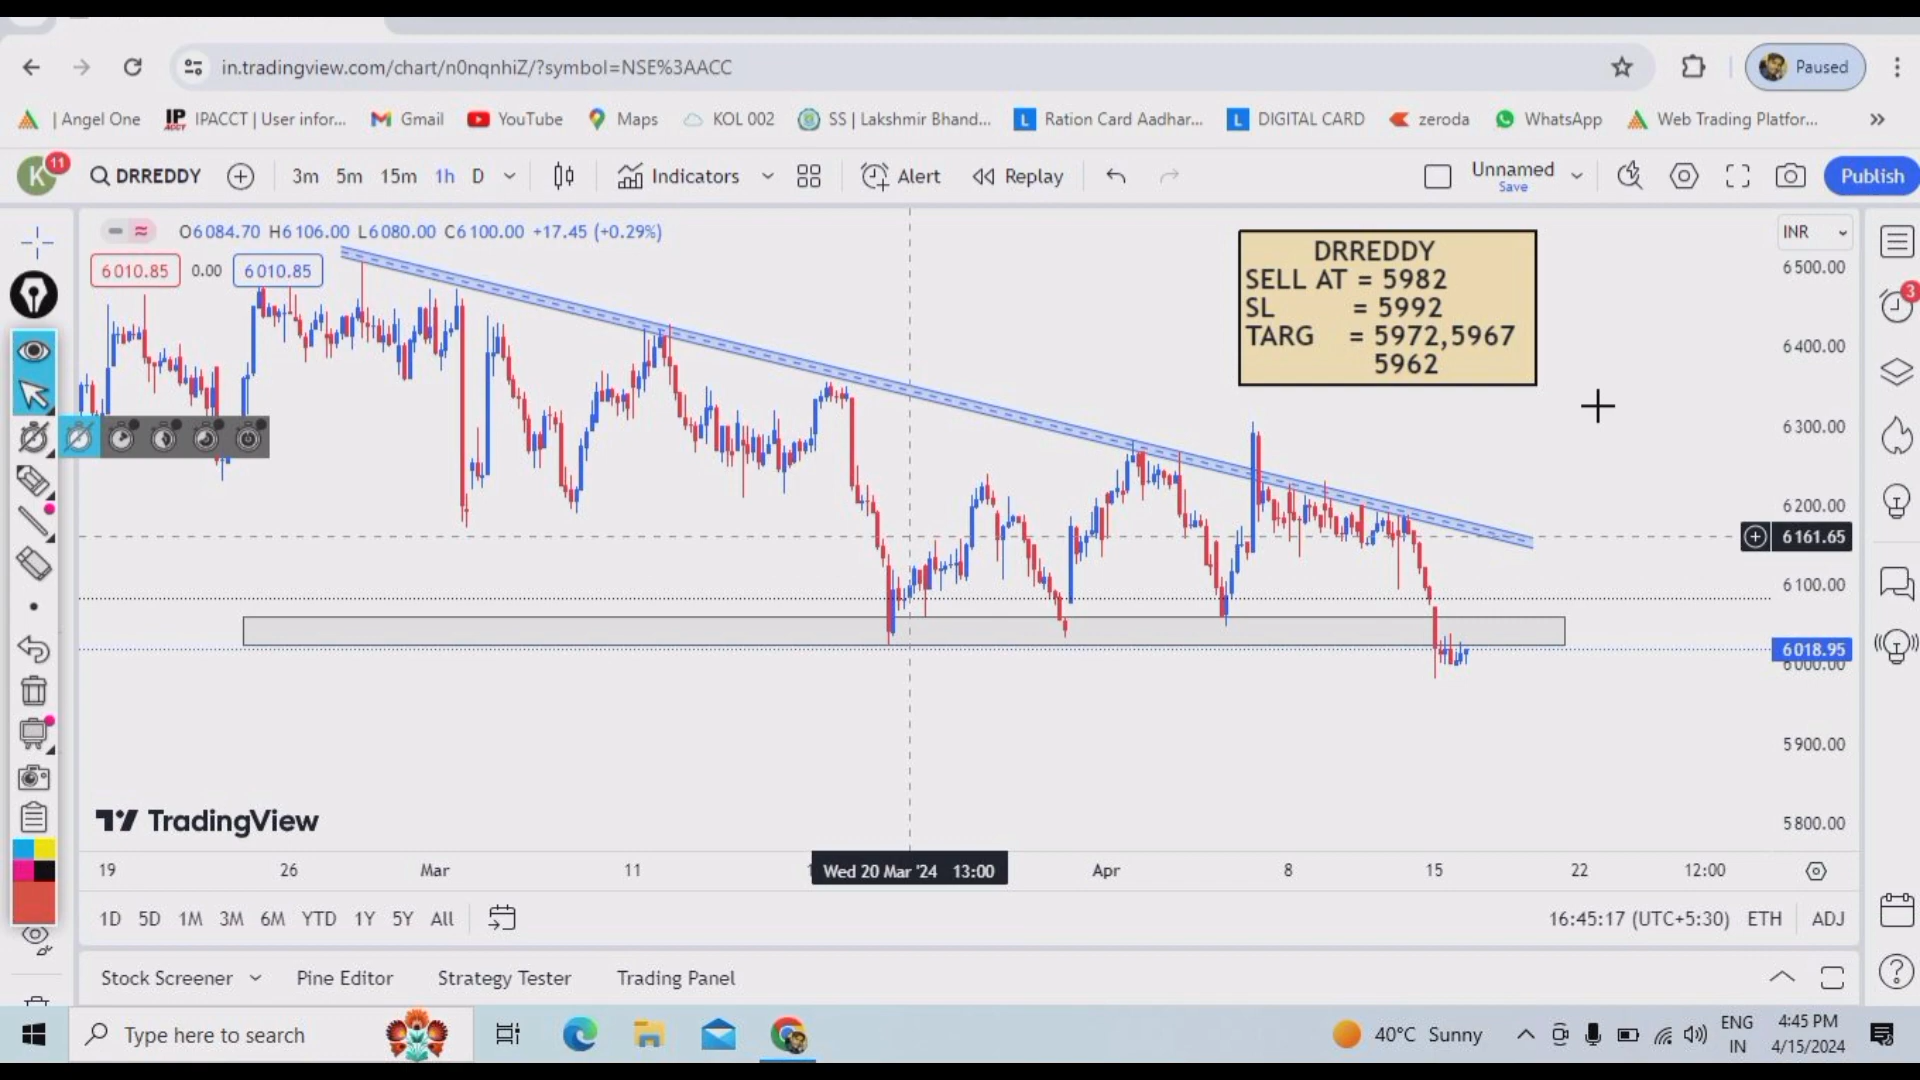 in.tradingview.com/chart/n0nqnhiZ/?symbol=NSE%3AACC
Paused
| Angel One
IPACCT | User infor...
Gmail
YouTube
Maps
KOL 002
SS | Lakshmir Bhand...
Ration Card Aadhar...
DIGITAL CARD
zeroda
WhatsApp
Web Trading Platfor...
K 11
DRREDDY
3m 5m 15m 1h D
Indicators
Alert
Replay
Unnamed
Save
Publish
O6084.70 H6106.00 L6080.00 C6100.00 +17.45 (+0.29%)
INR
6010.85 0.00 6010.85
DRREDDY
SELL AT = 5982
SL = 5992
TARG = 5972,5967
5962
6500.00
3
6400.00
6300.00
6200.00
6161.65
6100.00
6018.95
6000.00
5900.00
5800.00
TradingView
19 26 Mar 11 Wed 20 Mar '24 13:00 Apr 8 15 22 12:00
1D 5D 1M 3M 6M YTD 1Y 5Y All
16:45:17 (UTC+5:30) ETH ADJ
Stock Screener Pine Editor Strategy Tester Trading Panel
Type here to search
40°C Sunny
ENG
IN
4:45 PM
4/15/2024